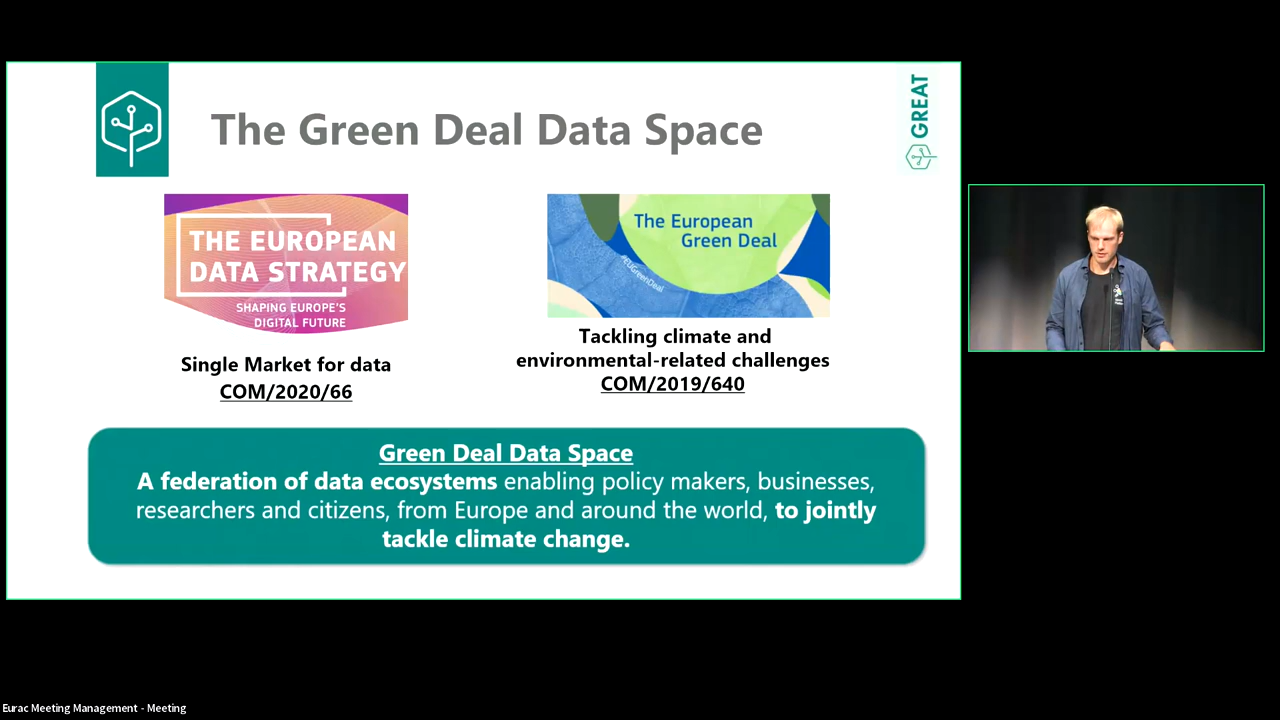 The Green Deal Data Space
GREAT
THE EUROPEAN
DATA STRATEGY
SHAPING EUROPE'S
DIGITAL FUTURE
Single Market for data
COM/2020/66
The European
Green Deal
#EUGreenDeal
Tackling climate and
environmental-related challenges
COM/2019/640
Green Deal Data Space
A federation of data ecosystems enabling policy makers, businesses,
researchers and citizens, from Europe and around the world, to jointly
tackle climate change.
Eurac Meeting Management - Meeting